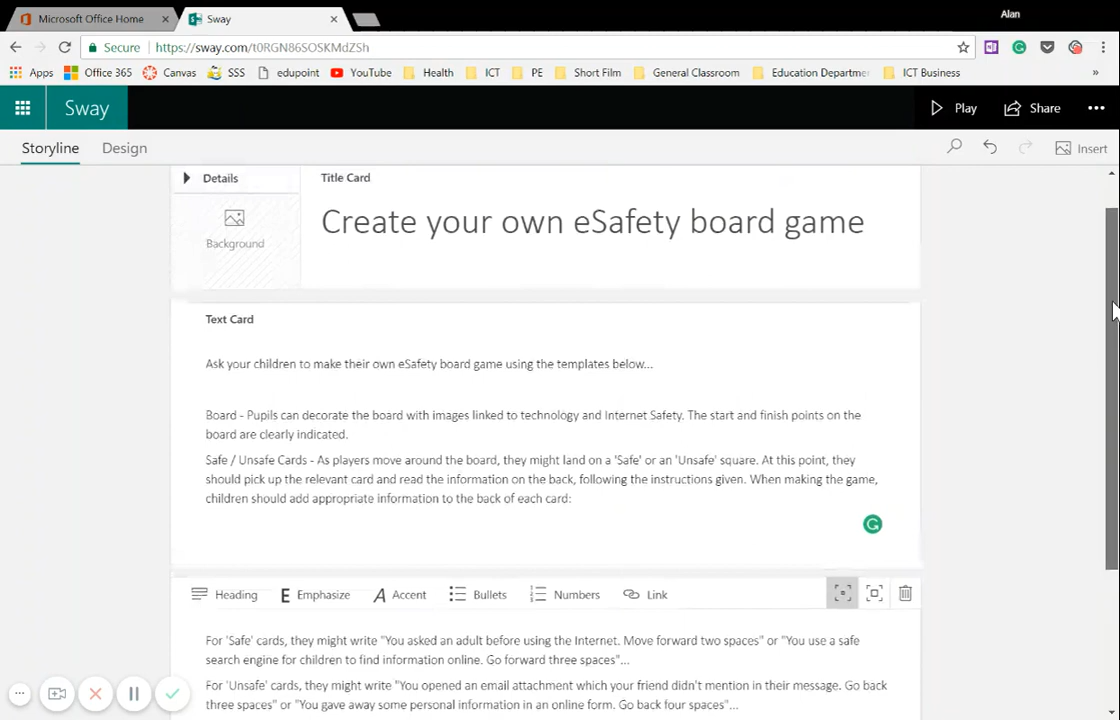 Alan
Microsoft Office Home
Sway
Secure
https://sway.com/t0RGN86SOSKMdZSh
Apps
Office 365
Canvas
SSS
edupoint
YouTube
Health
ICT
PE
Short Film
General Classroom
Education Departme
ICT Business
Sway
Play
Share
Storyline
Design
Insert
Details
Title Card
Background
Create your own eSafety board game
Text Card
Ask your children to make their own eSafety board game using the templates below...
Board - Pupils can decorate the board with images linked to technology and Internet Safety. The start and finish points on the
board are clearly indicated.
Safe / Unsafe Cards - As players move around the board, they might land on a 'Safe' or an 'Unsafe' square. At this point, they
should pick up the relevant card and read the information on the back, following the instructions given. When making the game,
children should add appropriate information to the back of each card:
Heading
E Emphasize
A Accent
Bullets
Numbers
Link
For 'Safe' cards, they might write "You asked an adult before using the Internet. Move forward two spaces" or "You use a safe
search engine for children to find information online. Go forward three spaces"...
For 'Unsafe' cards, they might write "You opened an email attachment which your friend didn't mention in their message. Go back
three spaces" or "You gave away some personal information in an online form. Go back four spaces"...